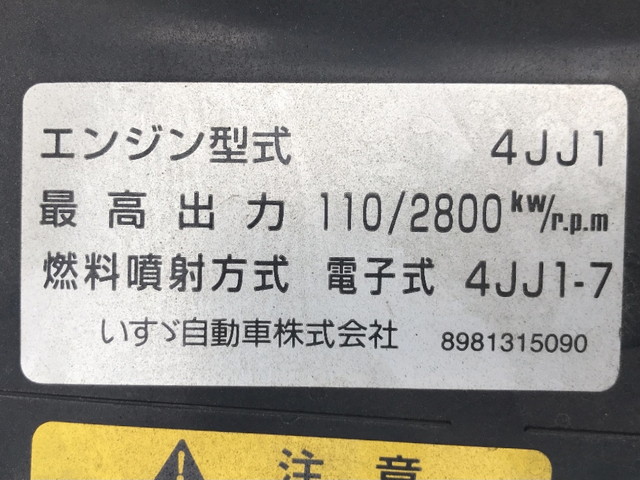 エンジン型式 4JJ1
最高出力 110/2800 kw/r.p.m
燃料噴射方式 電子式 4JJ1-7
いすゞ自動車株式会社 8981315090
注意